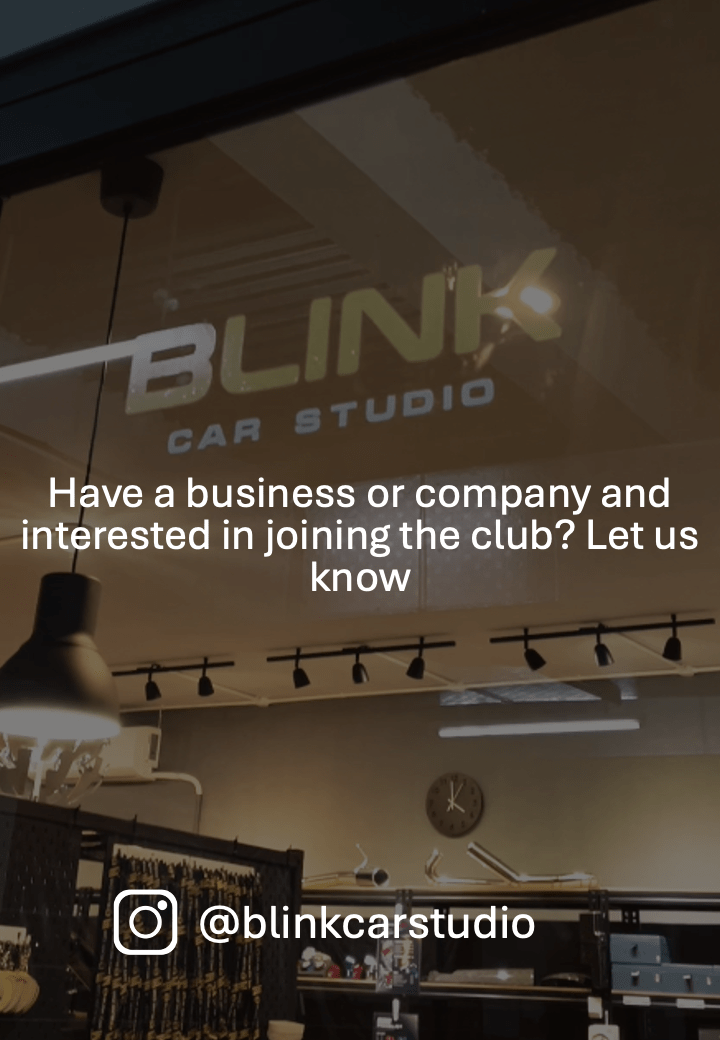 BLINK
CAR STUDIO
Have a business or company and
interested in joining the club? Let us
know
@blinkcarstudio